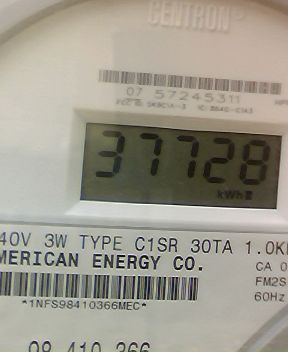 CENTRON®
07 57245311
37728
kWh
40V 3W TYPE C1SR 30TA 1.0K
MERICAN ENERGY CO.
CA 0
FM2S
*1NFS98410366MEC*
60Hz
09 410 366